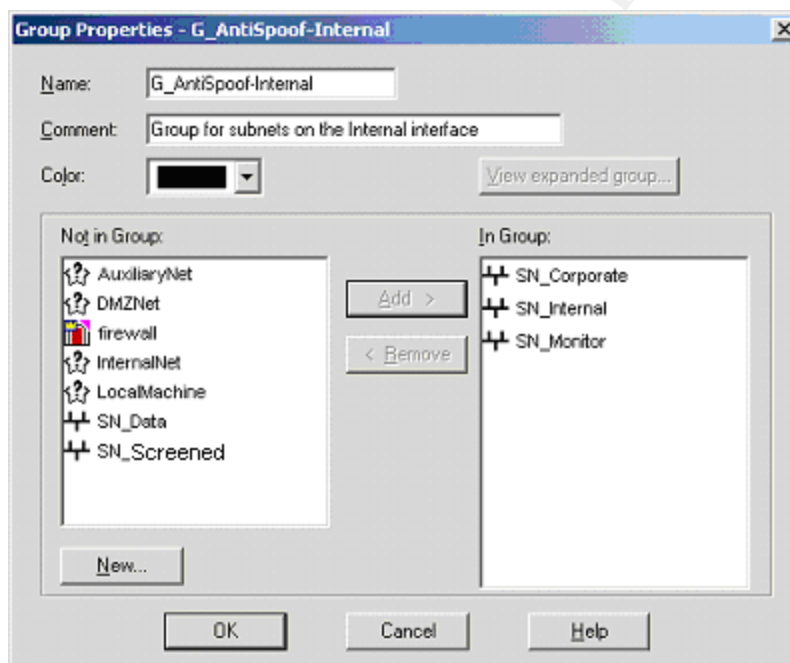 Group Properties - G_AntiSpoof-Internal
Name: G_AntiSpoof-Internal
Comment: Group for subnets on the Internal interface
Color:
View expanded group...
Not in Group:
AuxiliaryNet
DMZNet
firewall
InternalNet
LocalMachine
SN_Data
SN_Screened
New...
Add >
< Remove
In Group:
SN_Corporate
SN_Internal
SN_Monitor
OK
Cancel
Help